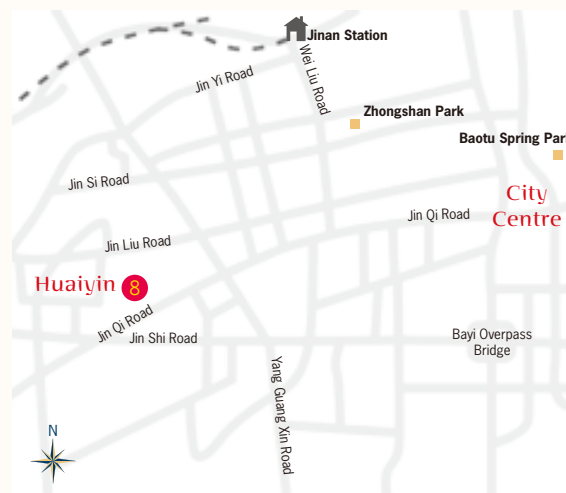 Jinan Station
Wei Liu Road
Jin Yi Road
Zhongshan Park
Baotu Spring Par
Jin Si Road
City
Centre
Jin Qi Road
Jin Liu Road
Huaiyin 8
Jin Qi Road
Jin Shi Road
Bayi Overpass
Bridge
Yang Guang Xin Road
N